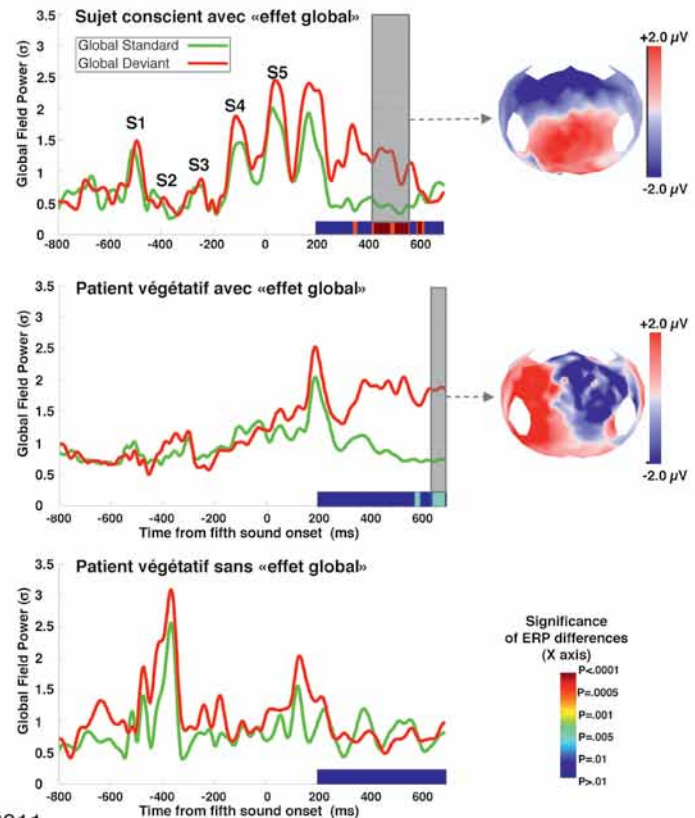 Sujet conscient avec «effet global»
Global Standard
Global Deviant
Global Field Power (σ)
3.5
3
2.5
2
1.5
1
0.5
0
S1
S2
S3
S4
S5
-800
-600
-400
-200
0
200
400
600
+2.0 µV
-2.0 µV
Patient végétatif avec «effet global»
Global Field Power (σ)
3.5
3
2.5
2
1.5
1
0.5
0
-800
-600
-400
-200
0
200
400
600
Time from fifth sound onset (ms)
+2.0 µV
-2.0 µV
Patient végétatif sans «effet global»
Global Field Power (σ)
3.5
3
2.5
2
1.5
1
0.5
0
-800
-600
-400
-200
0
200
400
600
Time from fifth sound onset (ms)
Significance
of ERP differences
(X axis)
P<.0001
P=.0005
P=.001
P=.005
P=.01
P>.01